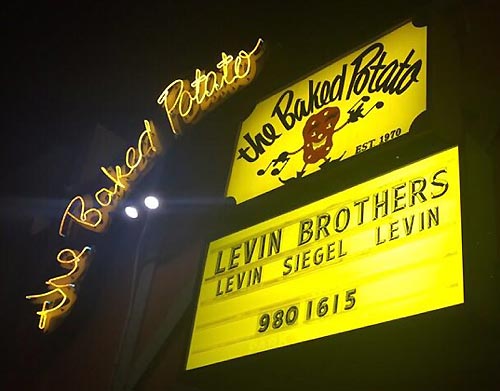 the Baked Potato
the Baked Potato
EST. 1970
LEVIN BROTHERS
LEVIN SIEGEL LEVIN
980 1615